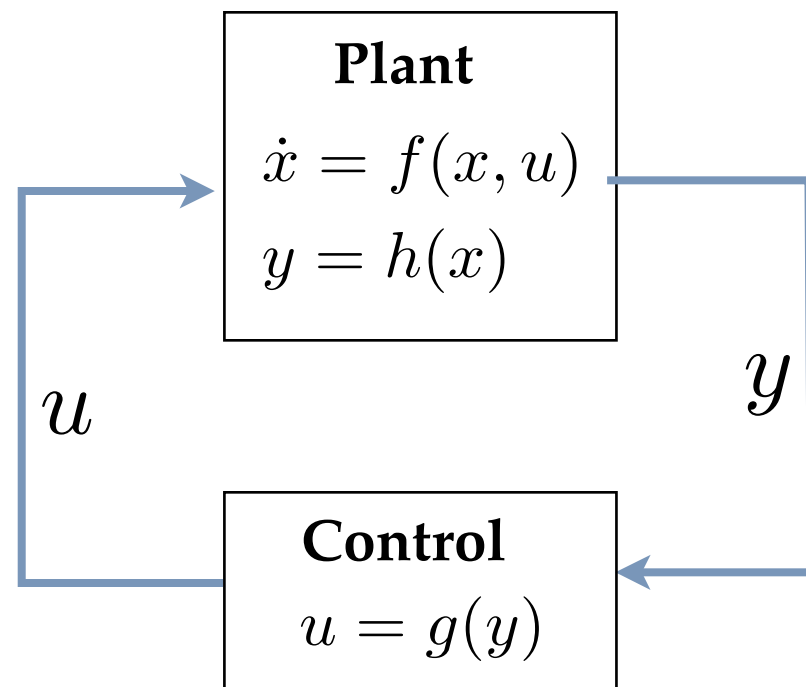 Plant
ẋ = f(x, u)
y = h(x)
u
y
Control
u = g(y)